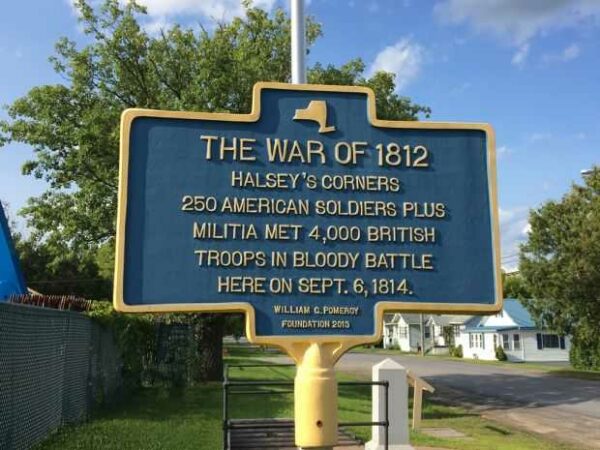 THE WAR OF 1812
HALSEY'S CORNERS
250 AMERICAN SOLDIERS PLUS
MILITIA MET 4,000 BRITISH
TROOPS IN BLOODY BATTLE
HERE ON SEPT. 6, 1814.
WILLIAM G. POMEROY
FOUNDATION 2013